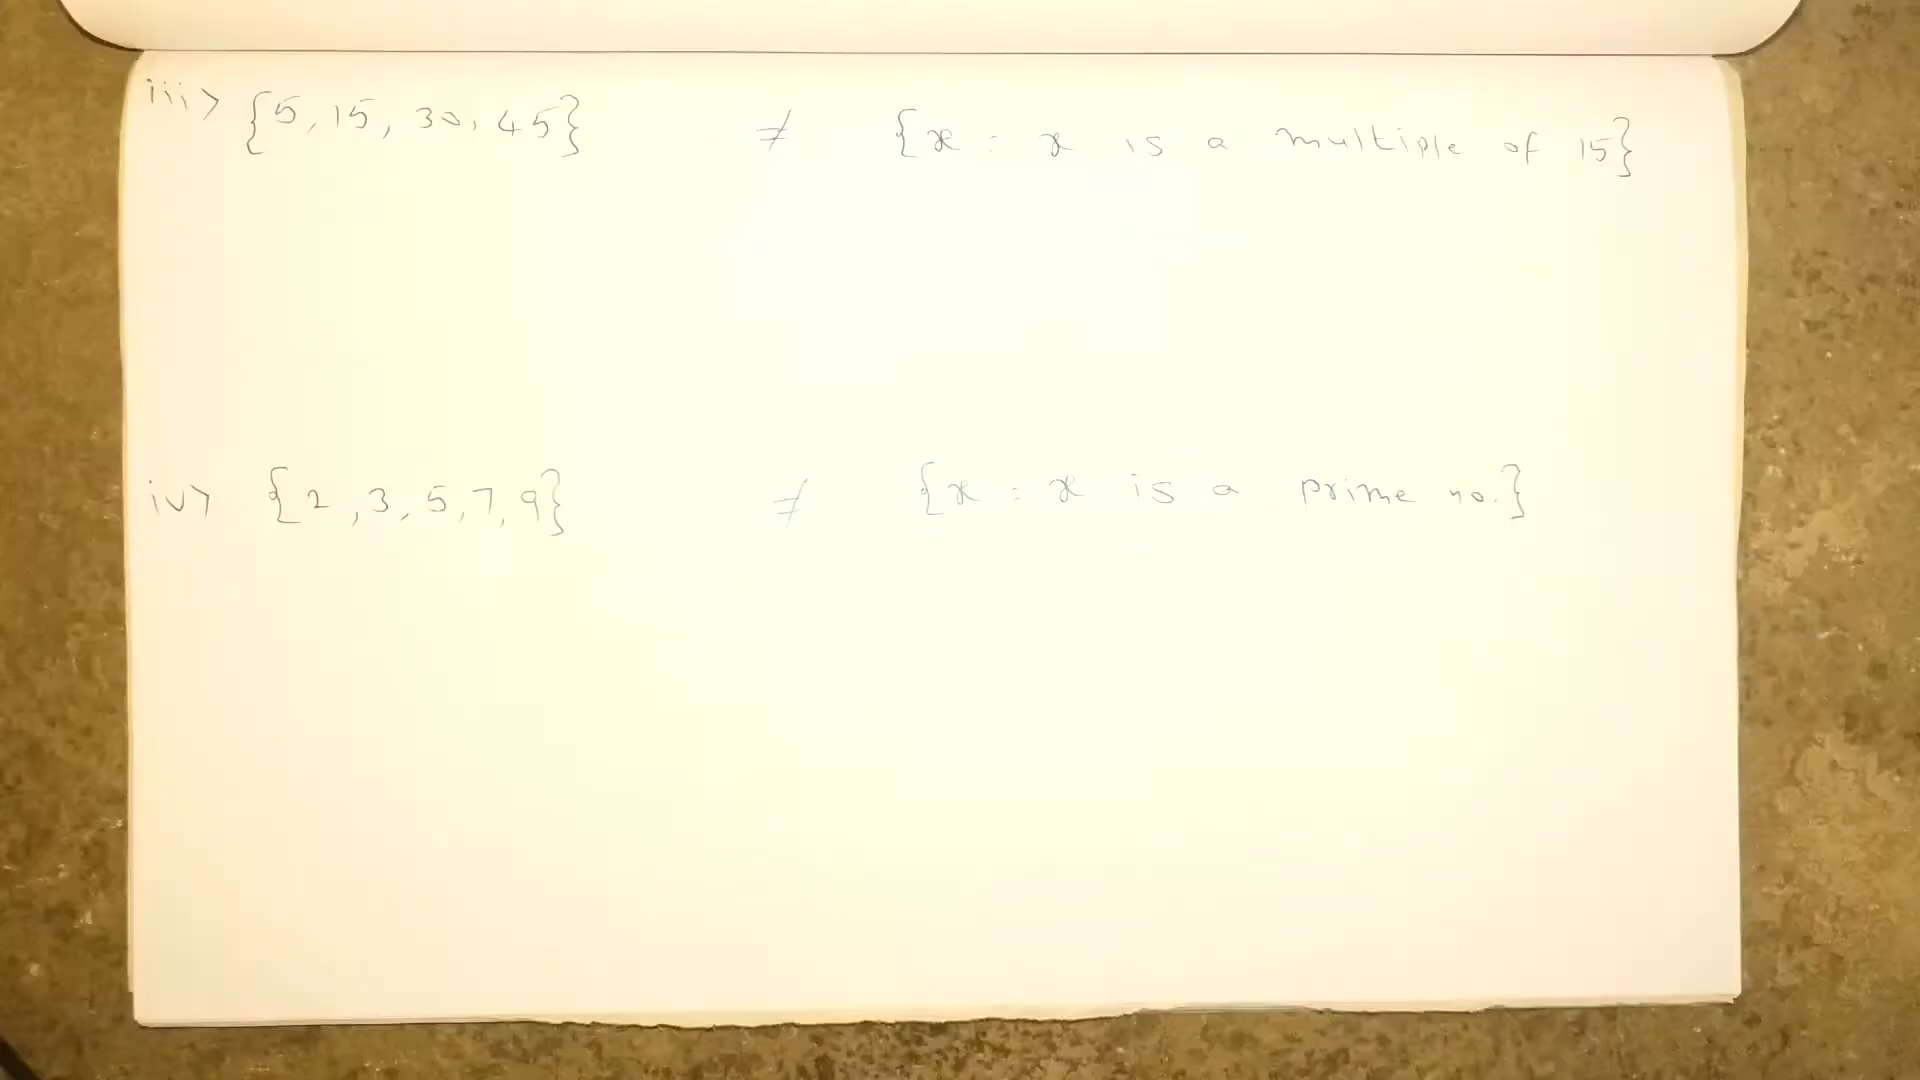 iii> {5, 15, 30, 45} ≠ {x : x is a multiple of 15}
iv> {2, 3, 5, 7, 9} ≠ {x : x is a prime no.}